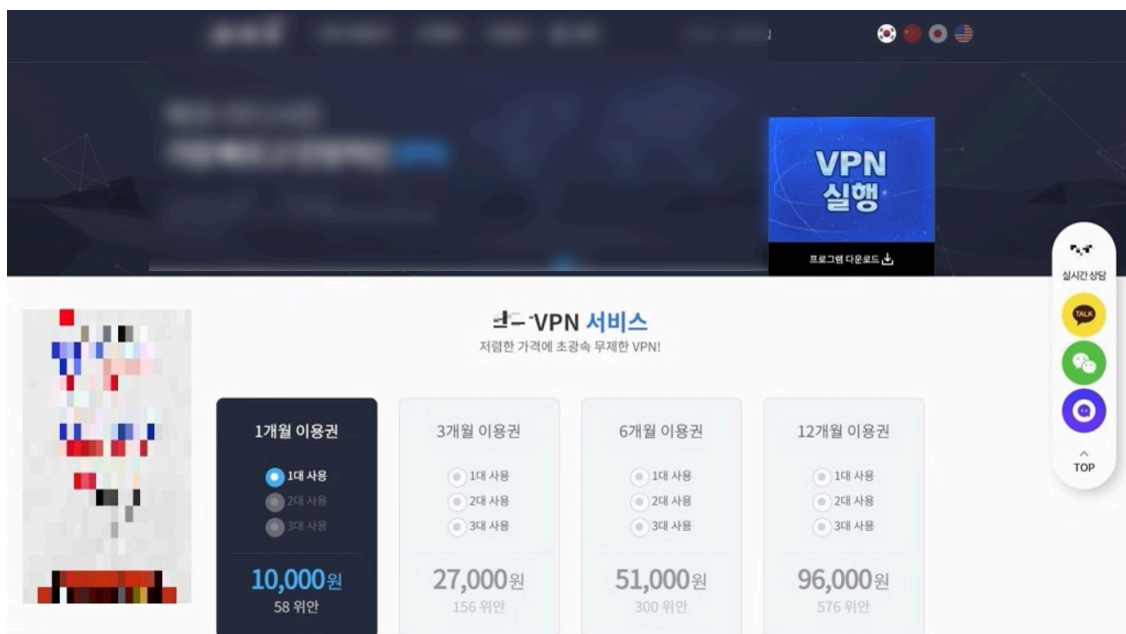 VPN
실행
프로그램 다운로드
실시간 상담
TALK
TOP
VPN 서비스
저렴한 가격에 초광속 무제한 VPN!
1개월 이용권
1대 사용
2대 사용
3대 사용
10,000원
58 위안
3개월 이용권
1대 사용
2대 사용
3대 사용
27,000원
156 위안
6개월 이용권
1대 사용
2대 사용
3대 사용
51,000원
300 위안
12개월 이용권
1대 사용
2대 사용
3대 사용
96,000원
576 위안